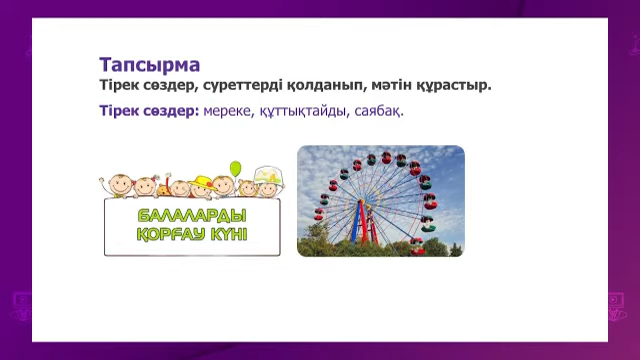 Тапсырма
Тірек сөздер, суреттерді қолданып, мәтін құрастыр.
Тірек сөздер: мереке, құттықтайды, саябақ.
БАЛАЛАРДЫ
ҚОРҒАУ КҮНІ